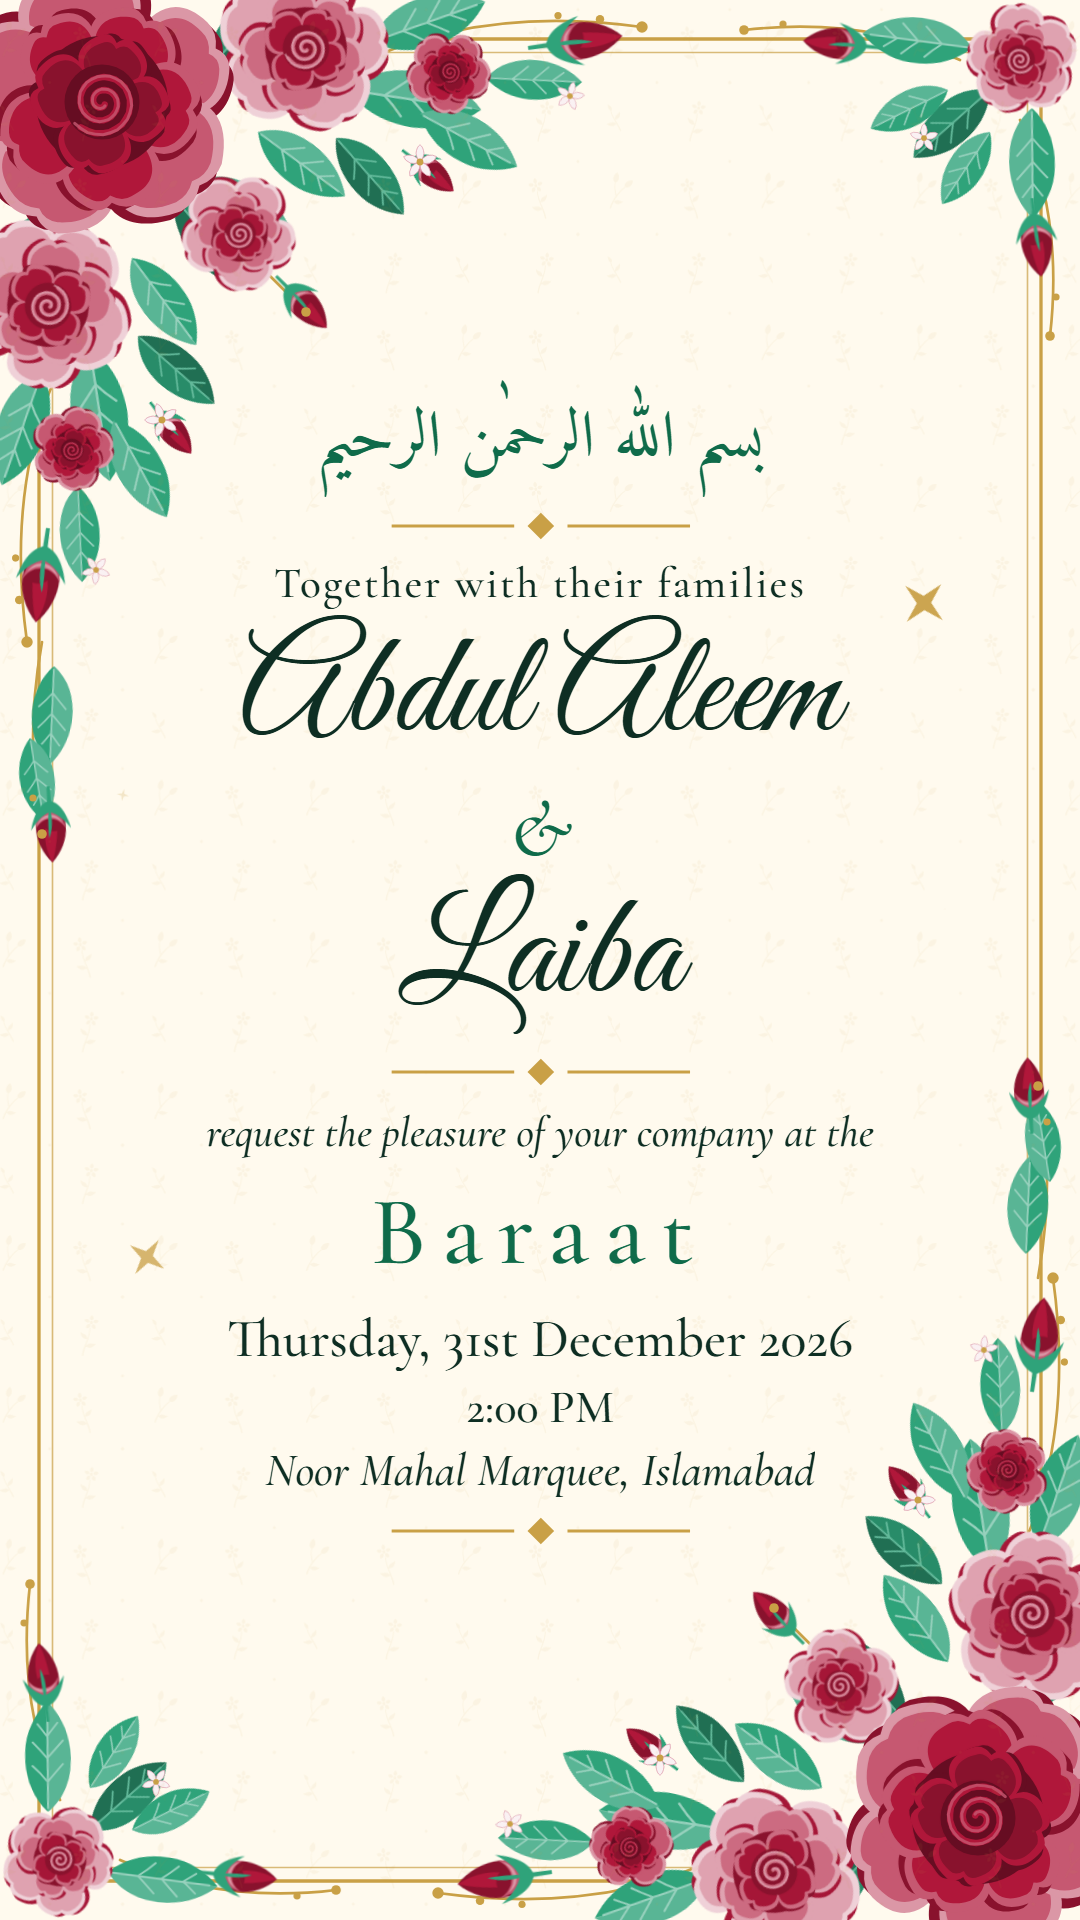 بسم الله الرحمٰن الرحيم
Together with their families
Abdul Aleem
&
Laiba
request the pleasure of your company at the
Baraat
Thursday, 31st December 2026
2:00 PM
Noor Mahal Marquee, Islamabad